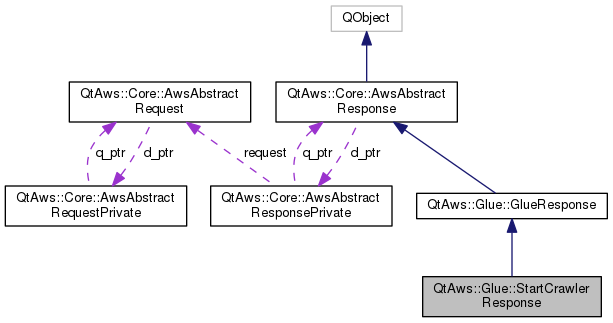 QObject
QtAws::Core::AwsAbstract
Request
QtAws::Core::AwsAbstract
Response
q_ptr
d_ptr
request
q_ptr
d_ptr
QtAws::Core::AwsAbstract
RequestPrivate
QtAws::Core::AwsAbstract
ResponsePrivate
QtAws::Glue::GlueResponse
QtAws::Glue::StartCrawler
Response